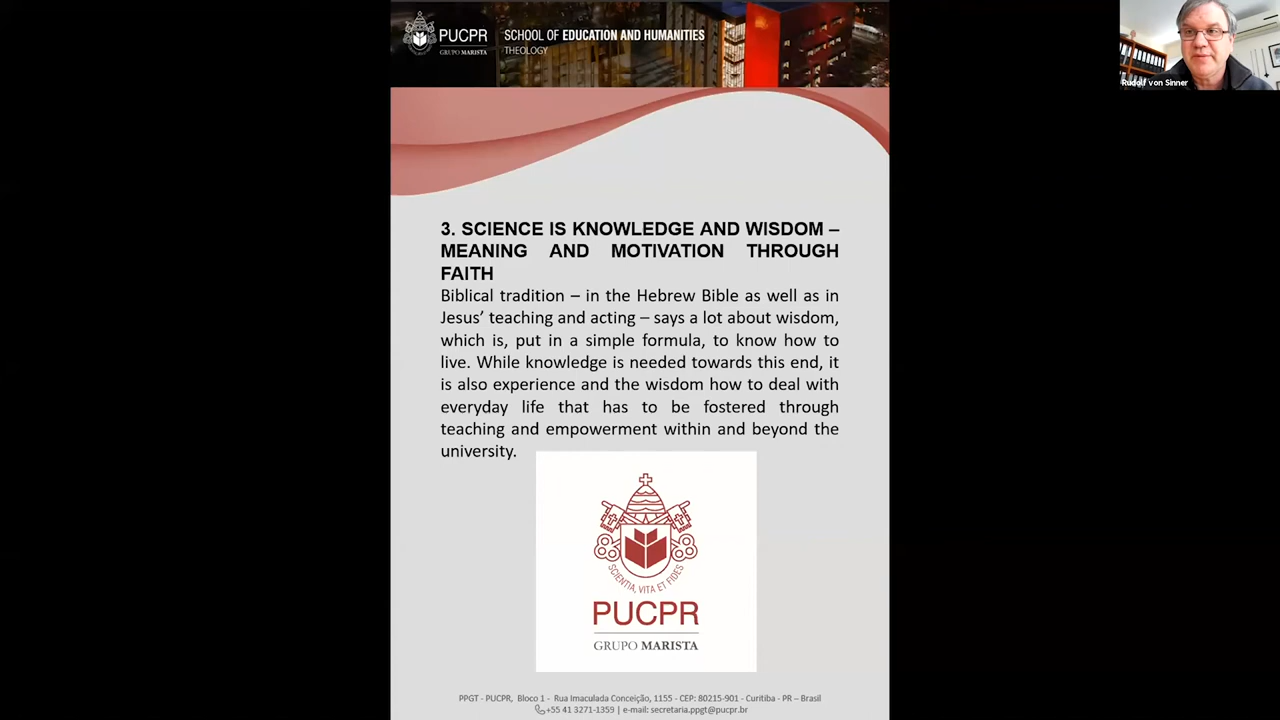 PUCPR
GRUPO MARISTA
SCHOOL OF EDUCATION AND HUMANITIES
THEOLOGY
Rudolf von Sinner
3. SCIENCE IS KNOWLEDGE AND WISDOM –
MEANING AND MOTIVATION THROUGH
FAITH
Biblical tradition – in the Hebrew Bible as well as in
Jesus’ teaching and acting – says a lot about wisdom,
which is, put in a simple formula, to know how to
live. While knowledge is needed towards this end, it
is also experience and the wisdom how to deal with
everyday life that has to be fostered through
teaching and empowerment within and beyond the
university.
SCIENTIA, VITA ET FIDES
PUCPR
GRUPO MARISTA
PPGT - PUCPR, Bloco 1 - Rua Imaculada Conceição, 1155 - CEP: 80215-901 - Curitiba - PR – Brasil
+55 41 3271-1359 | e-mail: secretaria.ppgt@pucpr.br